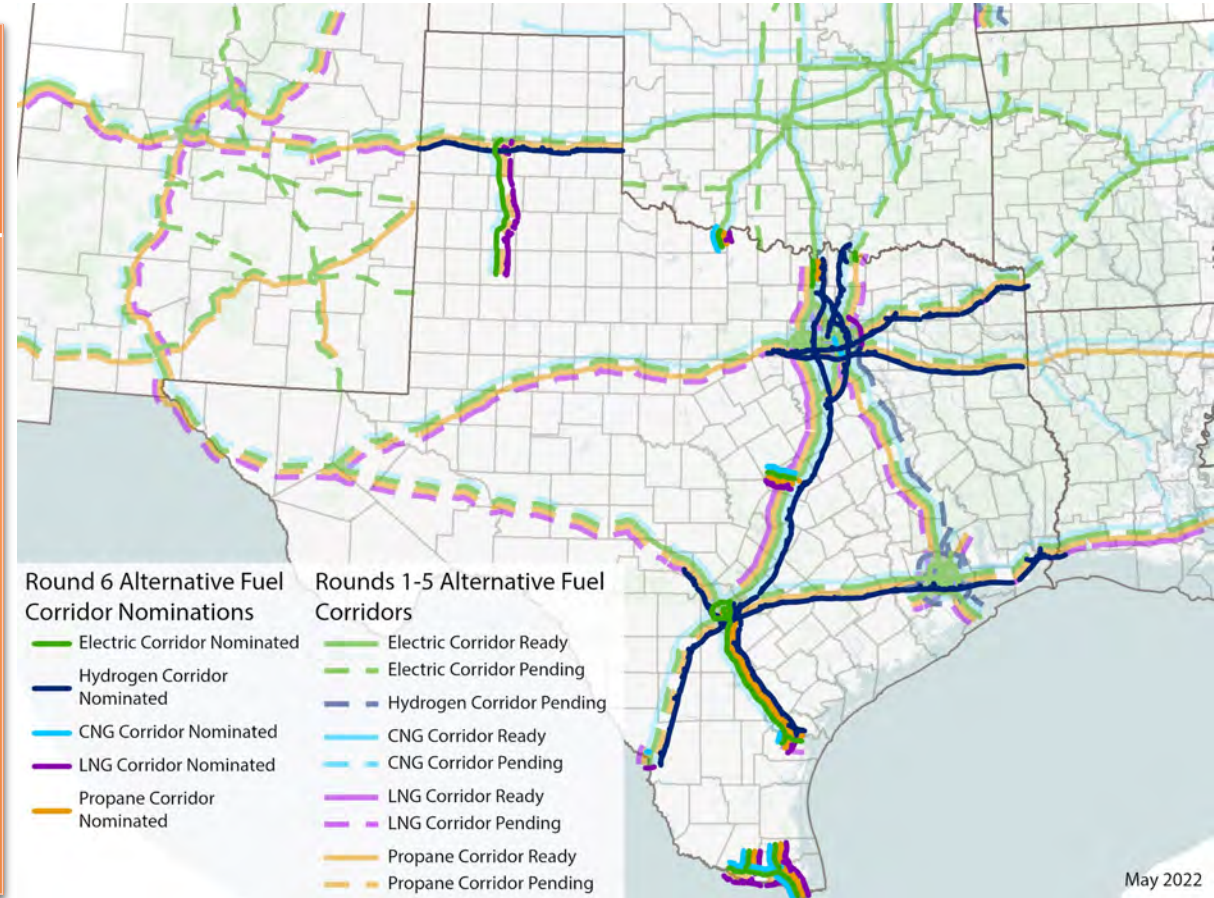 Round 6 Alternative Fuel
Corridor Nominations
Electric Corridor Nominated
Hydrogen Corridor
Nominated
CNG Corridor Nominated
LNG Corridor Nominated
Propane Corridor
Nominated
Rounds 1-5 Alternative Fuel
Corridors
Electric Corridor Ready
Electric Corridor Pending
Hydrogen Corridor Pending
CNG Corridor Ready
CNG Corridor Pending
LNG Corridor Ready
LNG Corridor Pending
Propane Corridor Ready
Propane Corridor Pending
May 2022